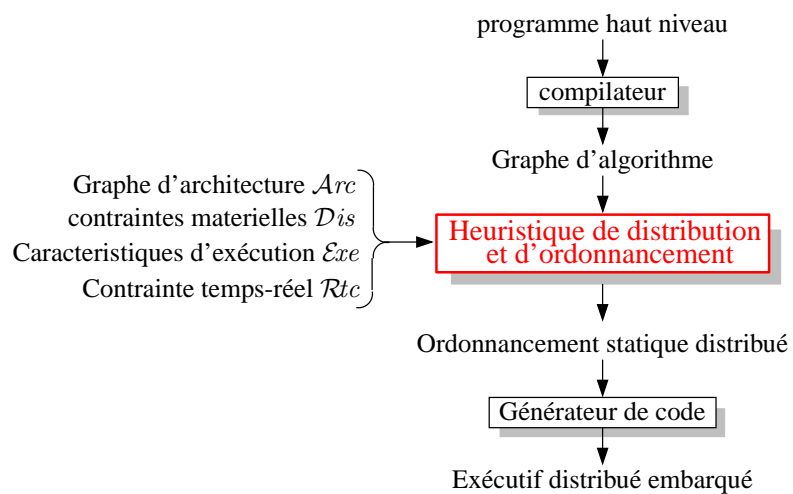 programme haut niveau
compilateur
Graphe d'algorithme
Graphe d'architecture Arc
contraintes materielles Dis
Caracteristiques d'exécution Exe
Contrainte temps-réel Rtc
Heuristique de distribution
et d'ordonnancement
Ordonnancement statique distribué
Générateur de code
Exécutif distribué embarqué